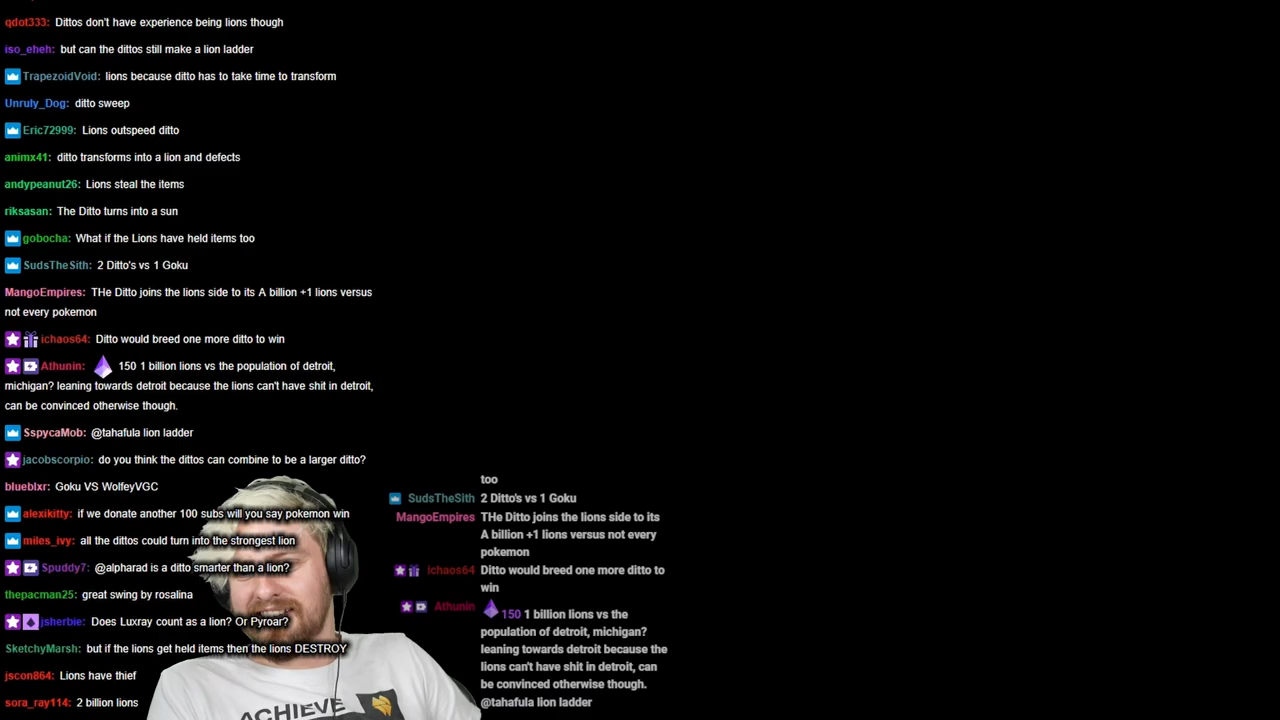 qdot333: Dittos don't have experience being lions though
iso_eheh: but can the dittos still make a lion ladder
TrapezoidVoid: lions because ditto has to take time to transform
Unruly_Dog: ditto sweep
Eric72999: Lions outspeed ditto
animx41: ditto transforms into a lion and defects
andypeanut26: Lions steal the items
riksasan: The Ditto turns into a sun
gobocha: What if the Lions have held items too
SudsTheSith: 2 Ditto's vs 1 Goku
MangoEmpires: THe Ditto joins the lions side to its A billion +1 lions versus
not every pokemon
ichaos64: Ditto would breed one more ditto to win
Athunin: 150 1 billion lions vs the population of detroit,
michigan? leaning towards detroit because the lions can't have shit in detroit,
can be convinced otherwise though.
SspycaMob: @tahafula lion ladder
jacobscorpio: do you think the dittos can combine to be a larger ditto?
blueblxr: Goku VS WolfeyVGC
alexikitty: if we donate another 100 subs will you say pokemon win
miles_ivy: all the dittos could turn into the strongest lion
Spuddy7: @alpharad is a ditto smarter than a lion?
thepacman25: great swing by rosalina
jsherbie: Does Luxray count as a lion? Or Pyroar?
SketchyMarsh: but if the lions get held items then the lions DESTROY
jscon864: Lions have thief
sora_ray114: 2 billion lions
too
SudsTheSith 2 Ditto's vs 1 Goku
MangoEmpires THe Ditto joins the lions side to its
A billion +1 lions versus not every
pokemon
ichaos64 Ditto would breed one more ditto to
win
Athunin 150 1 billion lions vs the
population of detroit, michigan?
leaning towards detroit because the
lions can't have shit in detroit, can
be convinced otherwise though.
@tahafula lion ladder
ACHIEVE